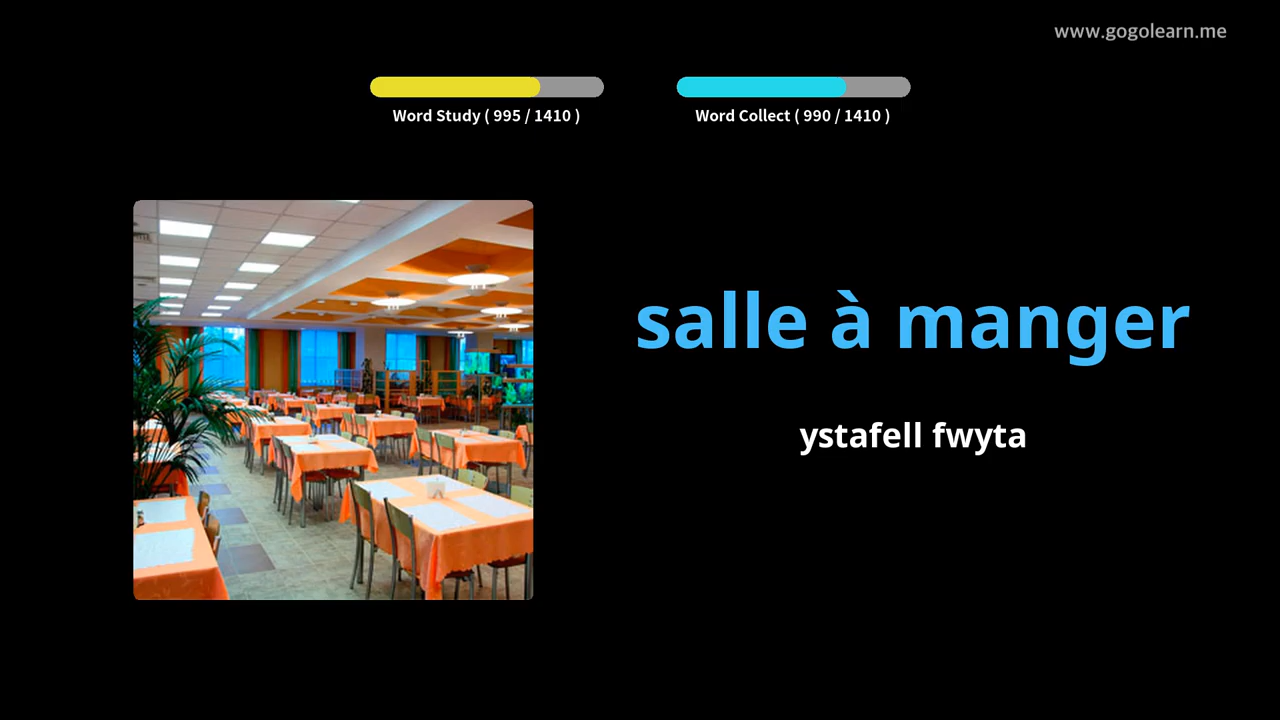 www.gogolearn.me
Word Study ( 995 / 1410 )
Word Collect ( 990 / 1410 )
salle à manger
ystafell fwyta